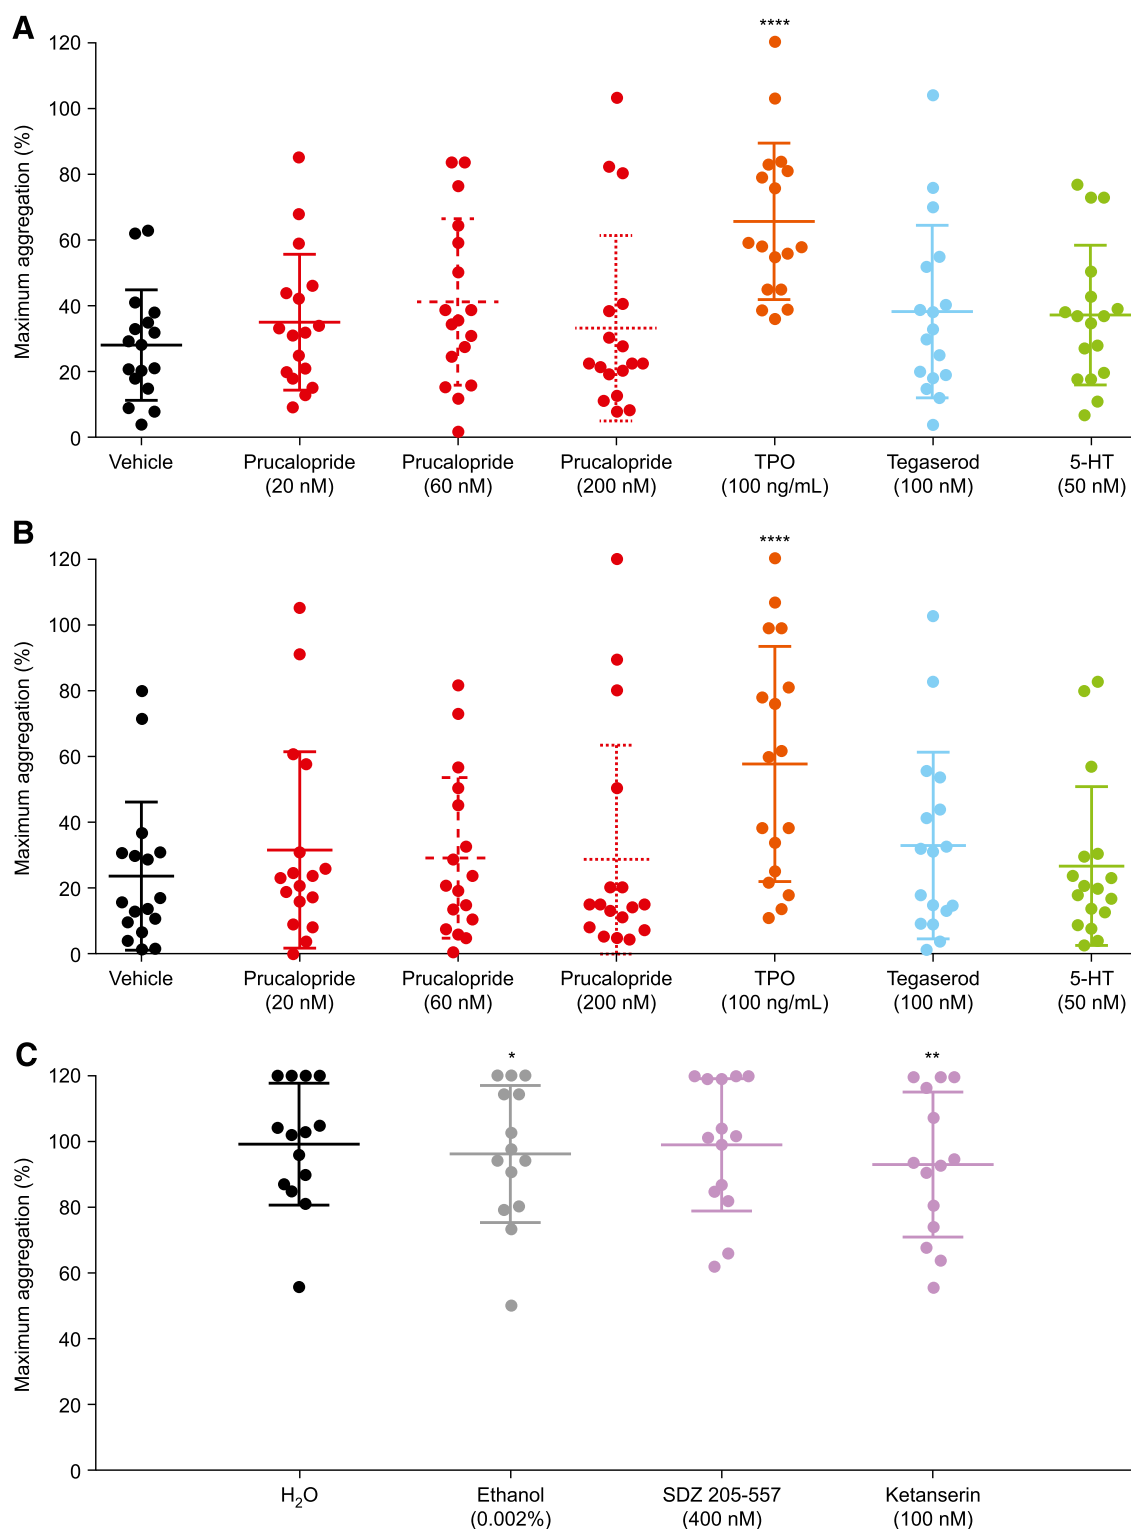 A
****
Maximum aggregation (%)
120
100
80
60
40
20
0
Vehicle
Prucalopride
(20 nM)
Prucalopride
(60 nM)
Prucalopride
(200 nM)
TPO
(100 ng/mL)
Tegaserod
(100 nM)
5-HT
(50 nM)
B
****
Maximum aggregation (%)
120
100
80
60
40
20
0
Vehicle
Prucalopride
(20 nM)
Prucalopride
(60 nM)
Prucalopride
(200 nM)
TPO
(100 ng/mL)
Tegaserod
(100 nM)
5-HT
(50 nM)
C
*
**
Maximum aggregation (%)
120
100
80
60
40
20
0
H₂O
Ethanol
(0.002%)
SDZ 205-557
(400 nM)
Ketanserin
(100 nM)